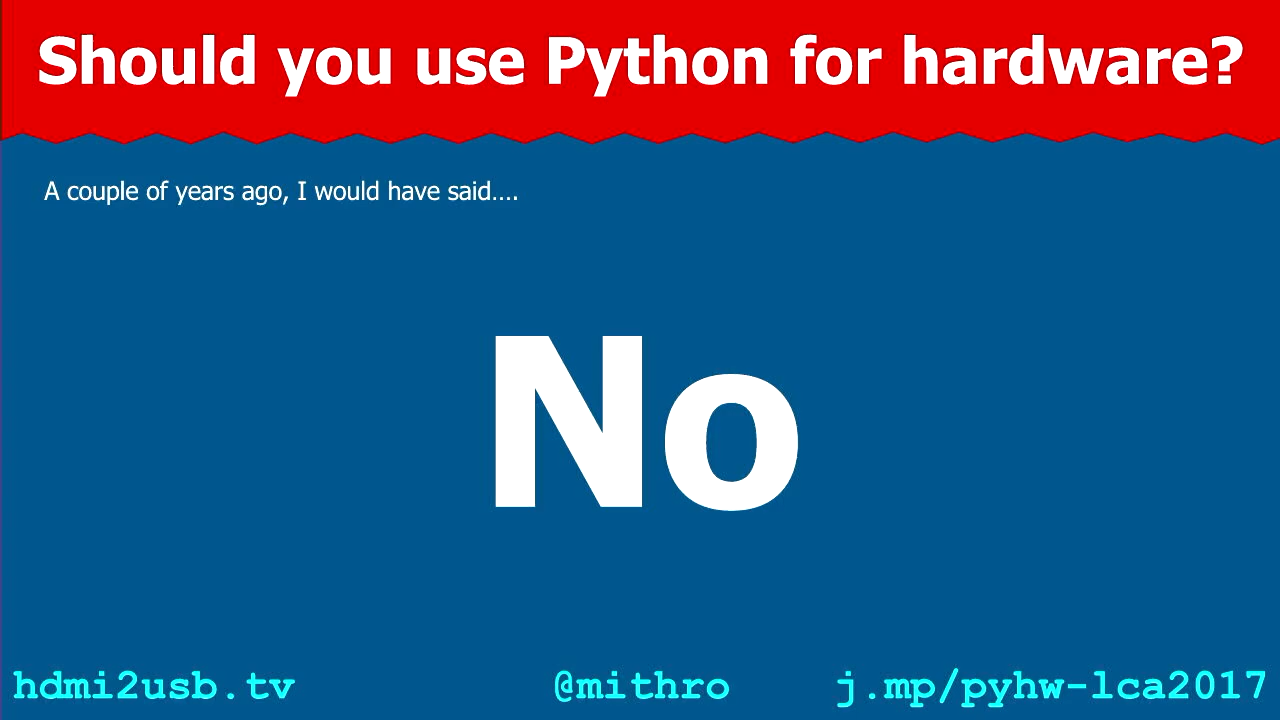 Should you use Python for hardware?
A couple of years ago, I would have said....
No
hdmi2usb.tv @mithro j.mp/pyhw-lca2017